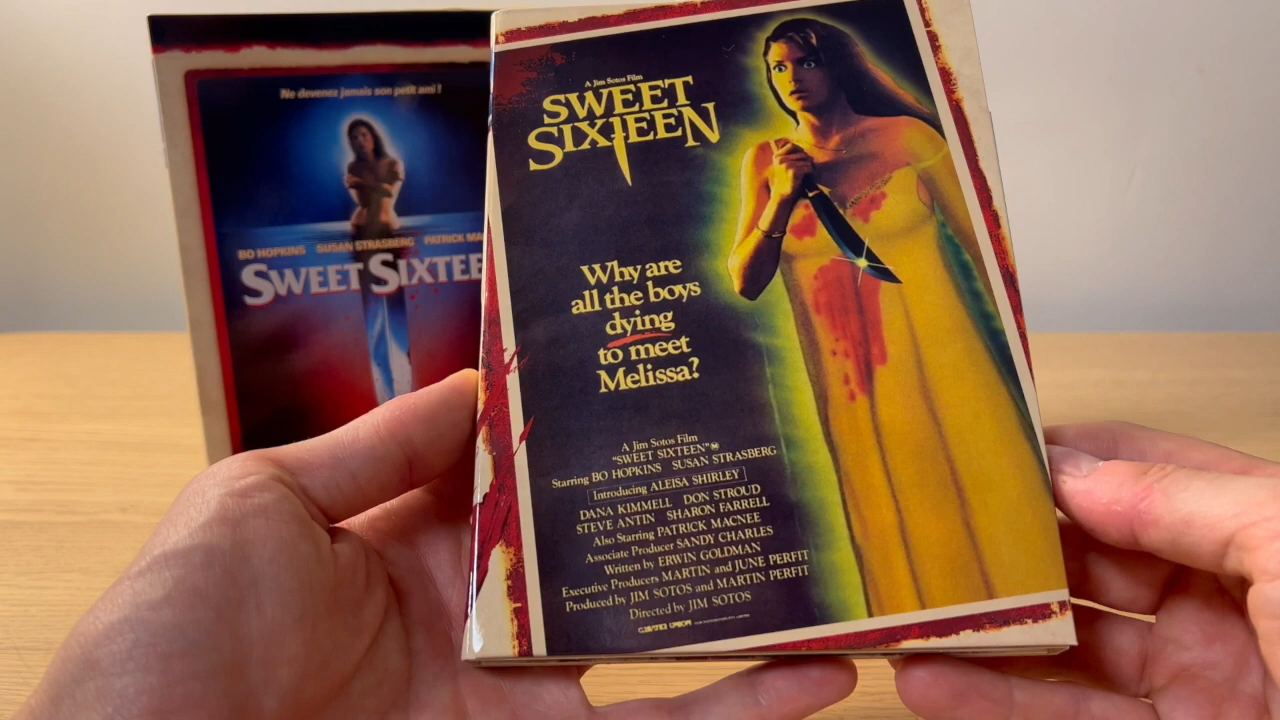 Ne devenez jamais son petit ami !
BO HOPKINS SUSAN STRASBERG PATRICK
SWEET
A Jim Sotos Film
SWEET
SIXTEEN
Why are
all the boys
dying
to meet
Melissa?
A Jim Sotos Film
"SWEET SIXTEEN"
Starring BO HOPKINS SUSAN STRASBERG
Introducing ALEISA SHIRLEY
DANA KIMMELL DON STROUD
STEVE ANTIN SHARON FARRELL
Also Starring PATRICK MACNEE
Associate Producer SANDY CHARLES
Written by ERWIN GOLDMAN
Executive Producers MARTIN and JUNE PERFIT
Produced by JIM SOTOS and MARTIN PERFIT
Directed by JIM SOTOS